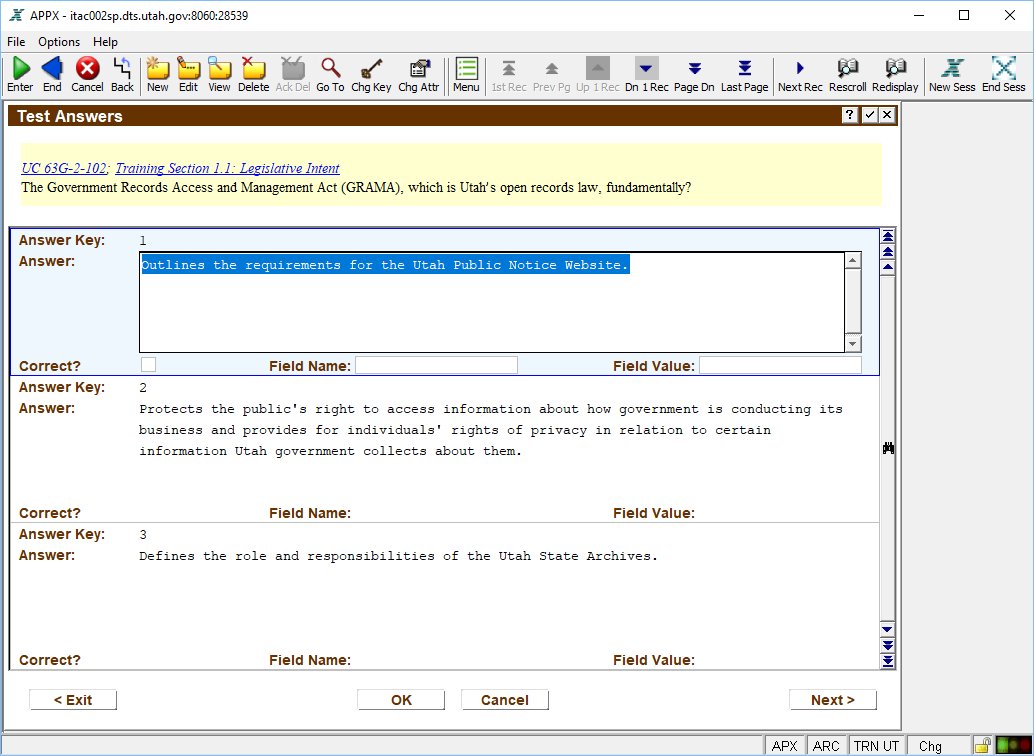 APPX - itac002sp.dts.utah.gov:8060:28539
File Options Help
Enter End Cancel Back New Edit View Delete Ack Del Go To Chg Key Chg Attr Menu 1st Rec Prev Pg Up 1 Rec Dn 1 Rec Page Dn Last Page Next Rec Rescroll Redisplay New Sess End Sess
Test Answers
UC 63G-2-102; Training Section 1.1: Legislative Intent
The Government Records Access and Management Act (GRAMA), which is Utah's open records law, fundamentally?
Answer Key: 1
Answer: Outlines the requirements for the Utah Public Notice Website.
Correct? Field Name: Field Value:
Answer Key: 2
Answer: Protects the public's right to access information about how government is conducting its
business and provides for individuals' rights of privacy in relation to certain
information Utah government collects about them.
Correct? Field Name: Field Value:
Answer Key: 3
Answer: Defines the role and responsibilities of the Utah State Archives.
Correct? Field Name: Field Value:
< Exit OK Cancel Next >
APX ARC TRN UT Chg